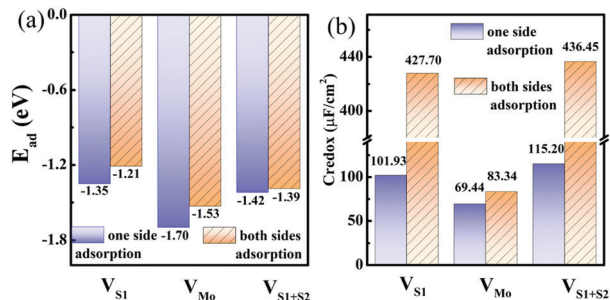 (a)
0.0
-0.6
-1.2
-1.8
E_ad (eV)
-1.35
-1.21
-1.70
-1.53
-1.42
-1.39
one side
adsorption
both sides
adsorption
V_S1
V_Mo
V_S1+S2
(b)
440
420
100
50
0
Credox (μF/cm²)
one side
adsorption
both sides
adsorption
101.93
427.70
69.44
83.34
115.20
436.45
V_S1
V_Mo
V_S1+S2